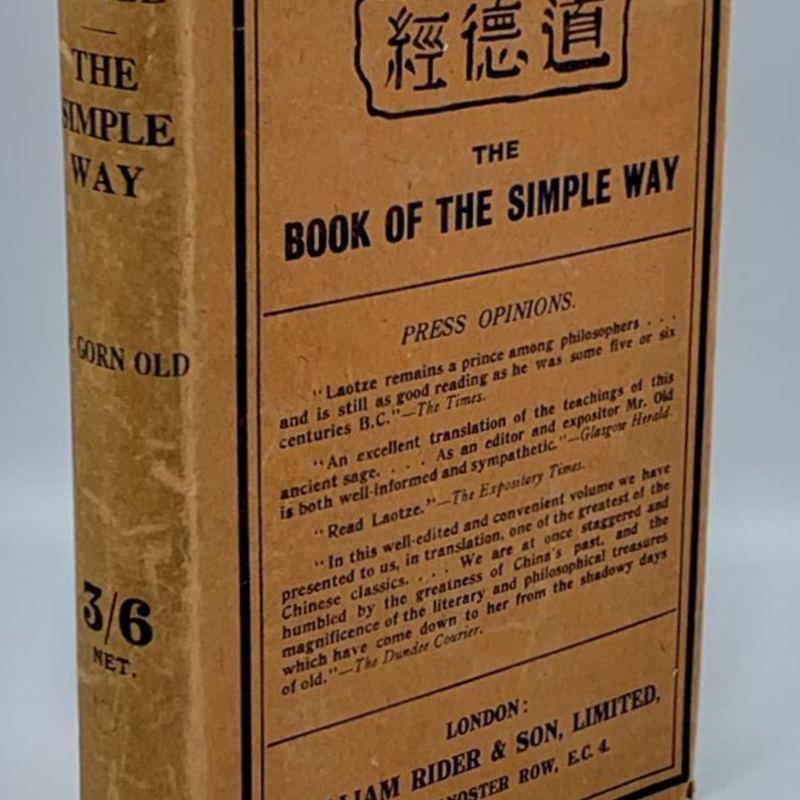 THE
SIMPLE
WAY
GORN OLD
3/6
NET.
經德道
THE
BOOK OF THE SIMPLE WAY
PRESS OPINIONS.
"Laotze remains a prince among philosophers . . .
and is still as good reading as he was some five or six
centuries B.C."—The Times.
"An excellent translation of the teachings of this
ancient sage. . . . As an editor and expositor Mr. Old
is both well-informed and sympathetic."—Glasgow Herald.
"Read Laotze."—The Expository Times.
"In this well-edited and convenient volume we have
presented to us, in translation, one of the greatest of the
Chinese classics. . . . We are at once staggered and
humbled by the greatness of China's past, and the
magnificence of the literary and philosophical treasures
which have come down to her from the shadowy days
of old."—The Dundee Courier.
LONDON:
LIAM RIDER & SON, LIMITED,
NOSTER ROW, E.C. 4.